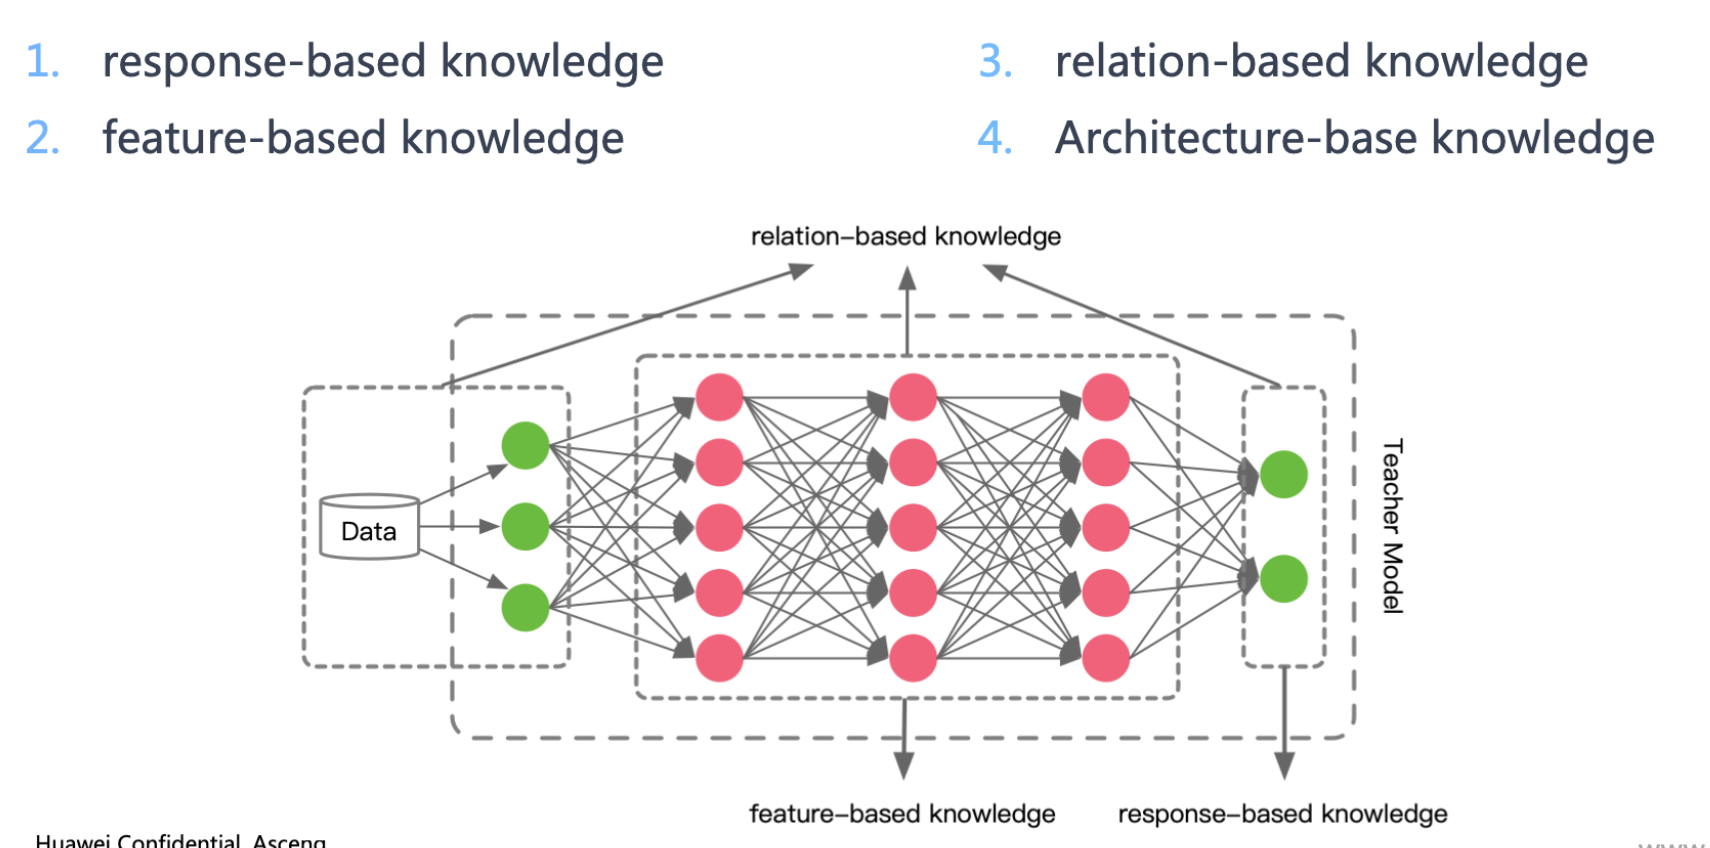 1. response-based knowledge
2. feature-based knowledge
3. relation-based knowledge
4. Architecture-base knowledge
relation-based knowledge
Data
Teacher Model
feature-based knowledge
response-based knowledge
Huawei Confidential Asceng
www